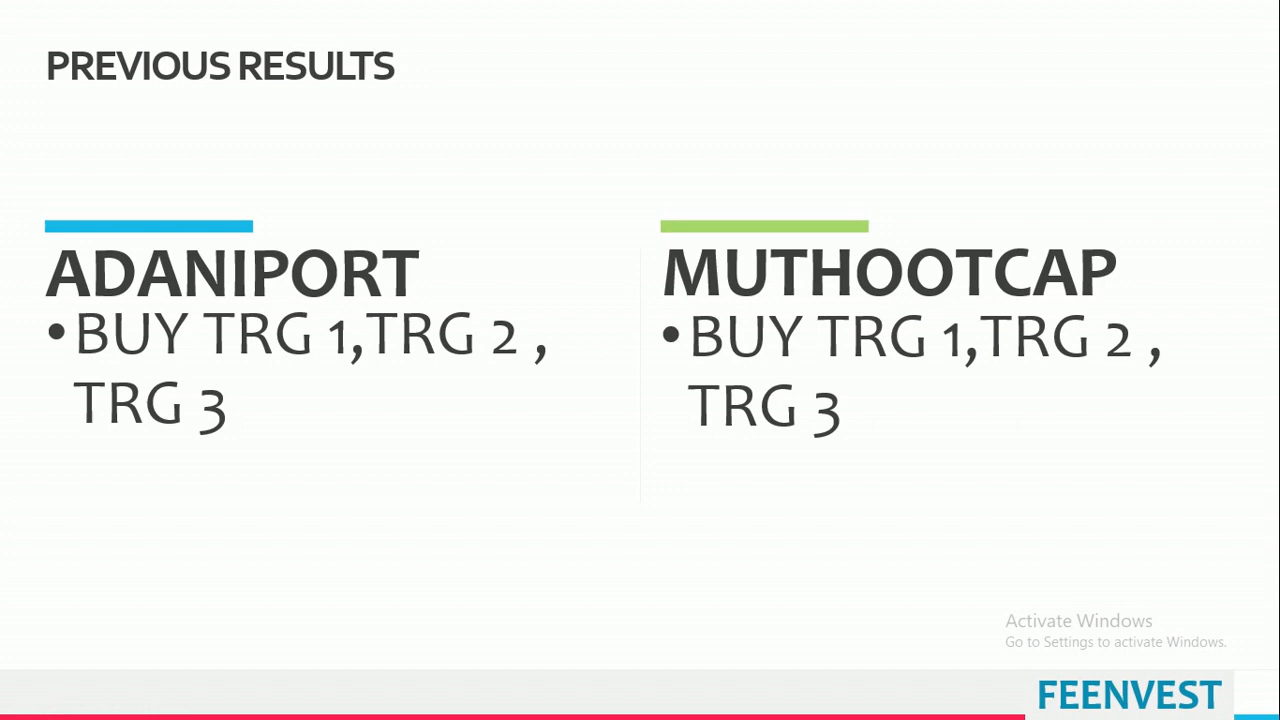 PREVIOUS RESULTS
ADANIPORT
•BUY TRG 1,TRG 2 ,
TRG 3
MUTHOOTCAP
•BUY TRG 1,TRG 2 ,
TRG 3
Activate Windows
Go to Settings to activate Windows.
FEENVEST